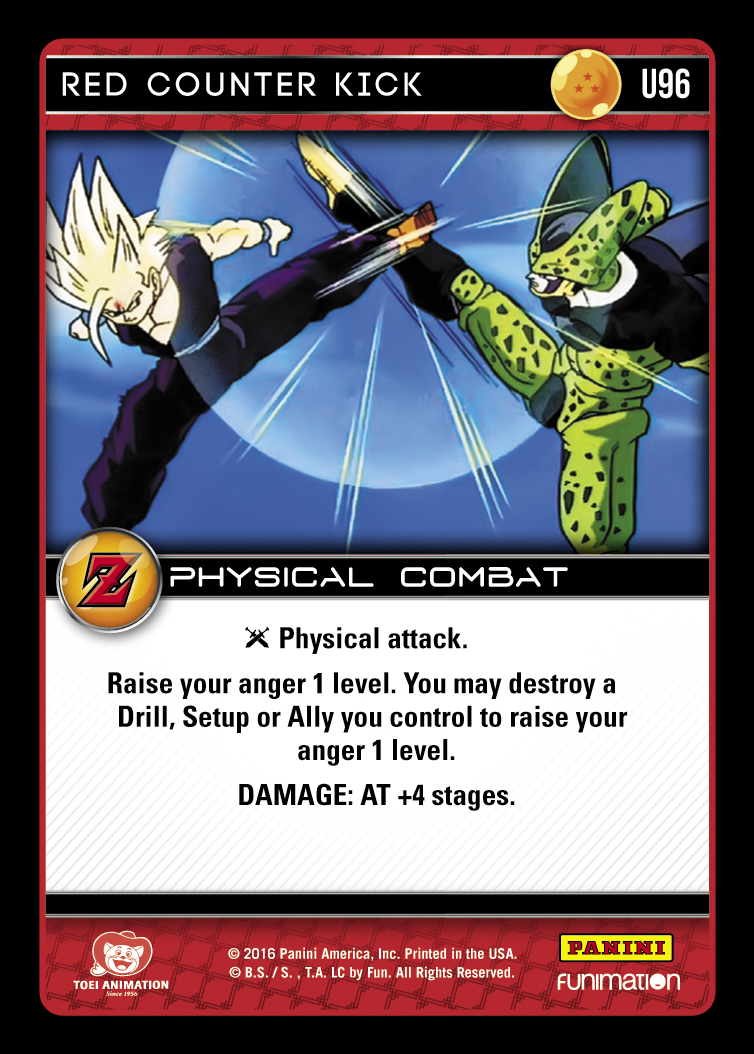 RED COUNTER KICK U96
Z PHYSICAL COMBAT
Physical attack.
Raise your anger 1 level. You may destroy a
Drill, Setup or Ally you control to raise your
anger 1 level.
DAMAGE: AT +4 stages.
TOEI ANIMATION
Since 1956
© 2016 Panini America, Inc. Printed in the USA.
© B.S. / S. , T.A. LC by Fun. All Rights Reserved.
PANINI
FUNIMATION